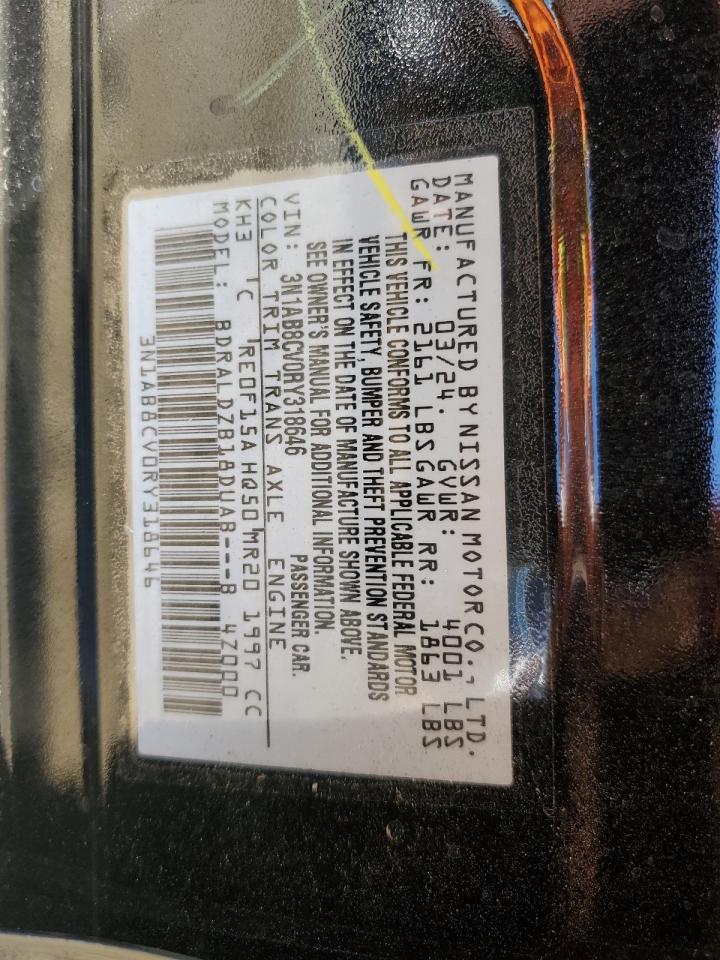 MANUFACTURED BY NISSAN MOTOR CO., LTD.
DATE: 03/24. GVWR: 4001 LBS
GAWR FR: 2161 LBS GAWR RR: 1863 LBS
THIS VEHICLE CONFORMS TO ALL APPLICABLE FEDERAL MOTOR
VEHICLE SAFETY, BUMPER AND THEFT PREVENTION STANDARDS
IN EFFECT ON THE DATE OF MANUFACTURE SHOWN ABOVE.
SEE OWNER'S MANUAL FOR ADDITIONAL INFORMATION.
VIN: 3N1AB8CV0RY318646 PASSENGER CAR.
COLOR TRIM TRANS AXLE ENGINE
KH3 C RE0F15A HQ50 MR20 1997 CC
MODEL: BDRALDZB18DUAB---B 4Z000
3N1AB8CV0RY318646